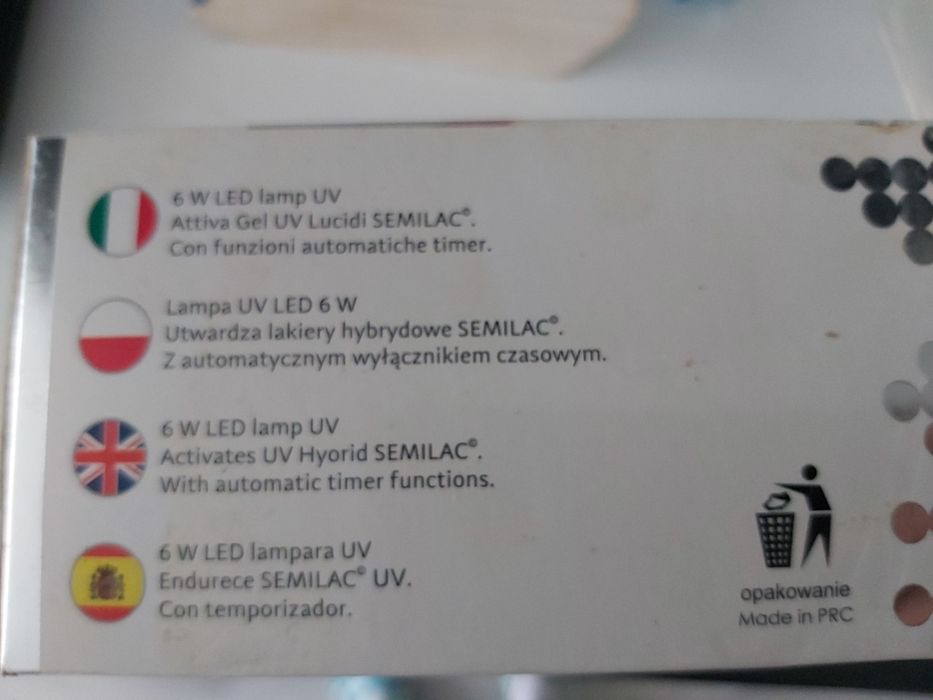 6 W LED lamp UV
Attiva Gel UV Lucidi SEMILAC®.
Con funzioni automatiche timer.
Lampa UV LED 6 W
Utwardza lakiery hybrydowe SEMILAC®.
Z automatycznym wyłącznikiem czasowym.
6 W LED lamp UV
Activates UV Hyorid SEMILAC®.
With automatic timer functions.
6 W LED lampara UV
Endurece SEMILAC® UV.
Con temporizador.
opakowanie
Made in PRC